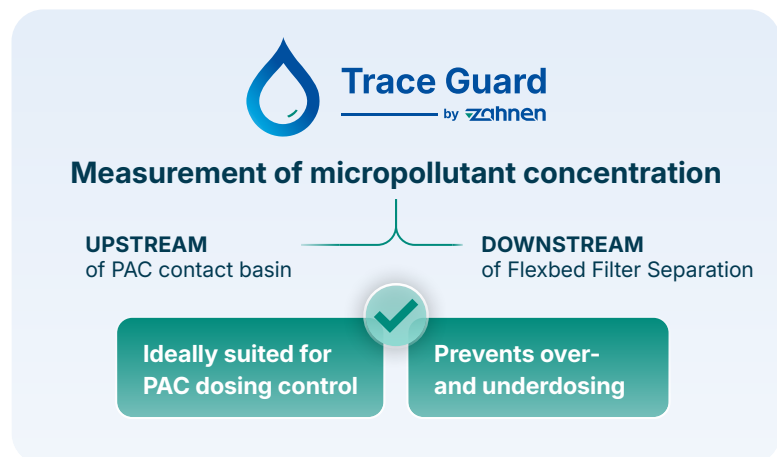 Trace Guard
by zahnen
Measurement of micropollutant concentration
UPSTREAM
of PAC contact basin
DOWNSTREAM
of Flexbed Filter Separation
Ideally suited for
PAC dosing control
Prevents over-
and underdosing